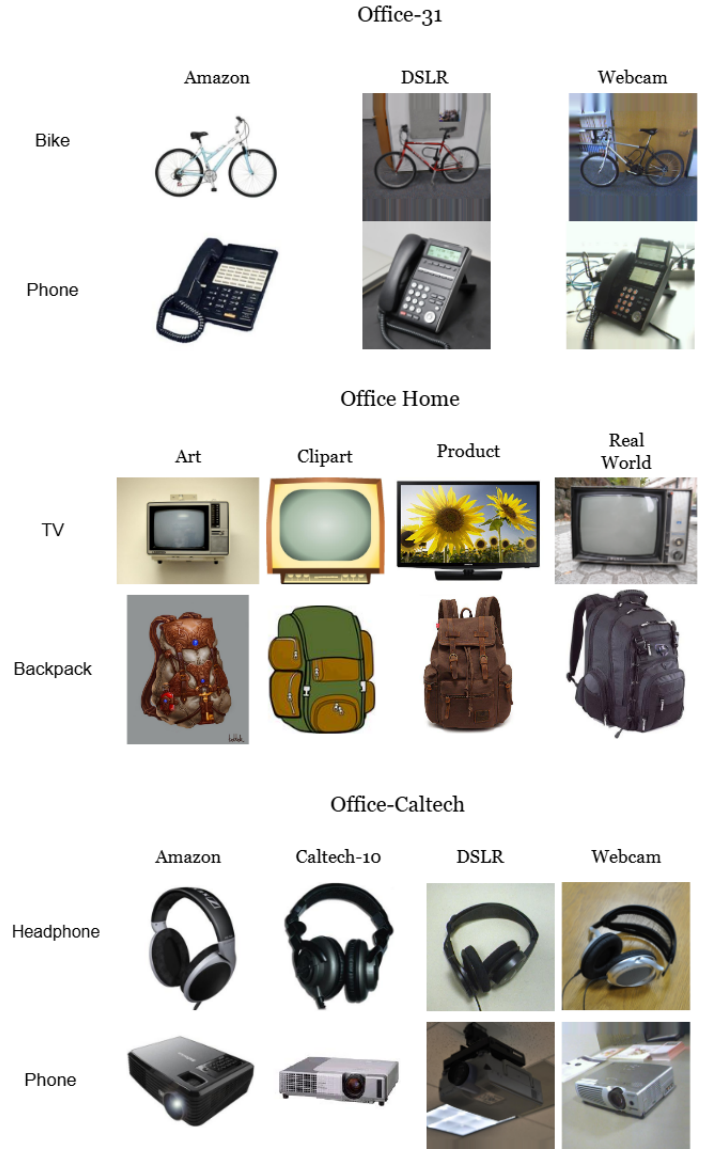 Office-31
Amazon DSLR Webcam
Bike
Phone
Office Home
Art Clipart Product Real
World
TV
Backpack
Office-Caltech
Amazon Caltech-10 DSLR Webcam
Headphone
Phone